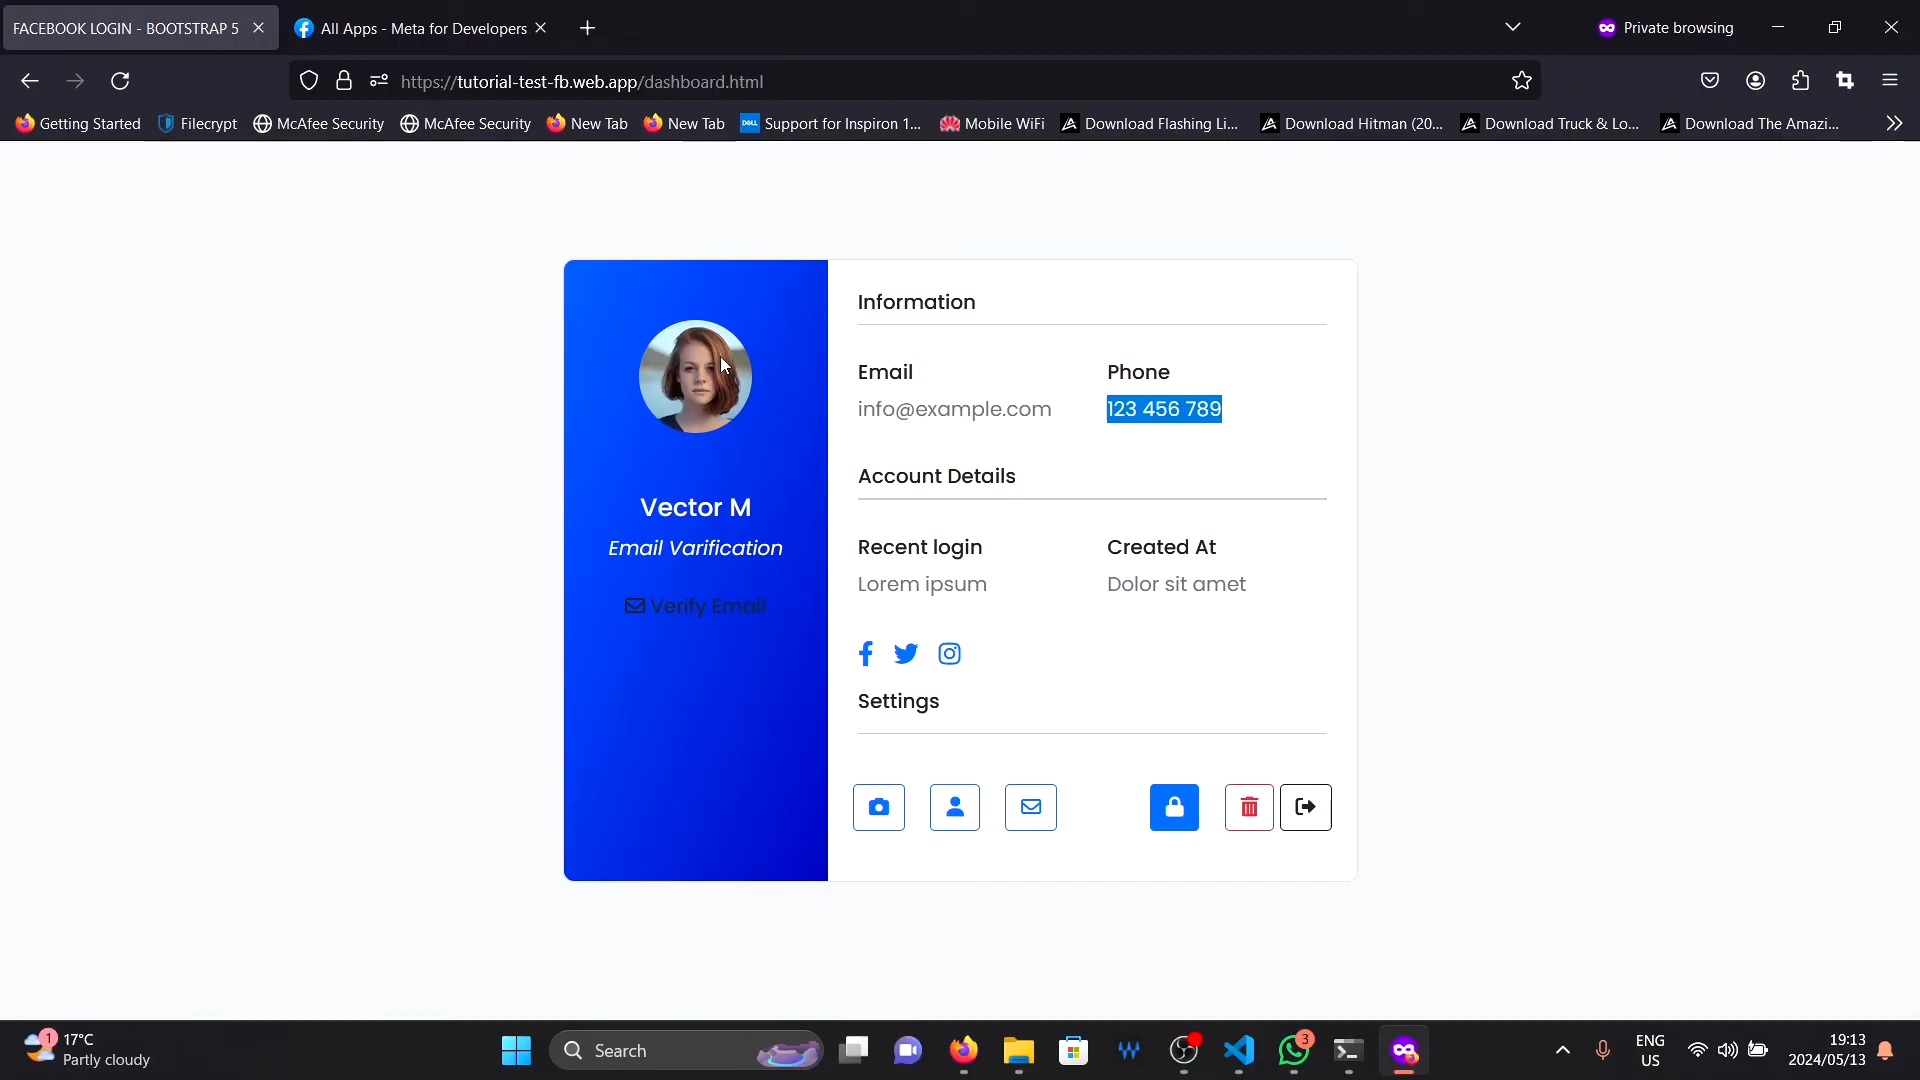 FACEBOOK LOGIN - BOOTSTRAP 5
All Apps - Meta for Developers
Private browsing
https://tutorial-test-fb.web.app/dashboard.html
Getting Started
Filecrypt
McAfee Security
McAfee Security
New Tab
New Tab
DELL
Support for Inspiron 1...
Mobile WiFi
Download Flashing Li...
Download Hitman (20...
Download Truck & Lo...
Download The Amazi...
Information
Email
Phone
info@example.com
123 456 789
Account Details
Vector M
Email Varification
Recent login
Created At
Lorem ipsum
Dolor sit amet
Verify Email
Settings
1
17°C
Partly cloudy
Search
3
ENG
US
19:13
2024/05/13